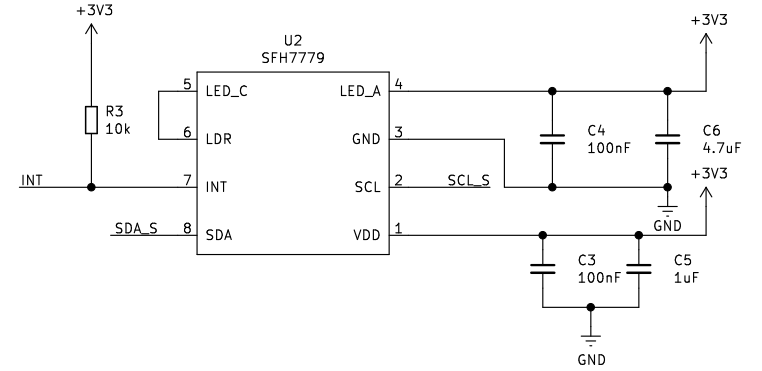 +3V3
+3V3
U2
SFH7779
5 LED_C LED_A 4
R3
10k
6 LDR GND 3
C4
100nF
C6
4.7uF
INT 7 INT SCL 2 SCL_S
+3V3
GND
SDA_S 8 SDA VDD 1
C3
100nF
C5
1uF
GND